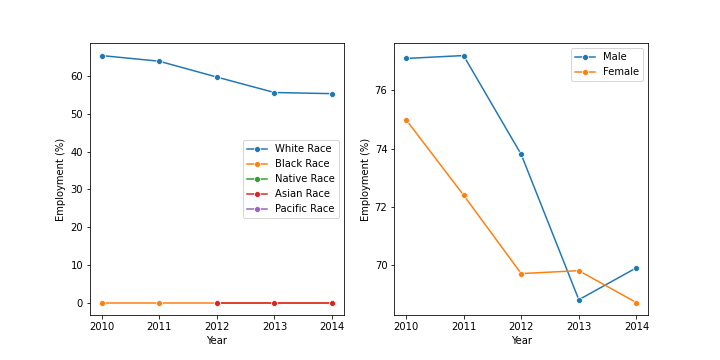 60
50
40
30
20
10
0
Employment (%)
2010 2011 2012 2013 2014
Year
White Race
Black Race
Native Race
Asian Race
Pacific Race
76
74
72
70
Employment (%)
2010 2011 2012 2013 2014
Year
Male
Female